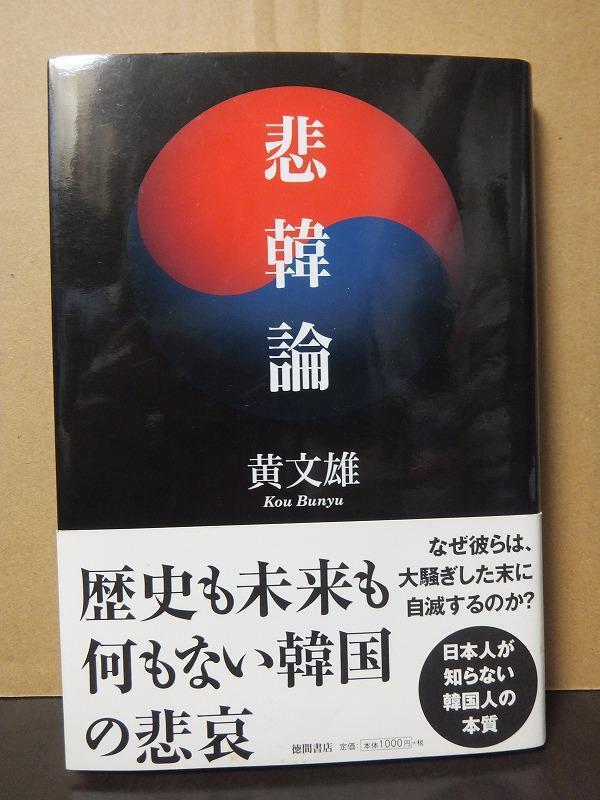 悲韓論
黄文雄
Kou Bunyu
なぜ彼らは、
大騒ぎした末に
自滅するのか?
歴史も未来も
何もない韓国
の悲哀
日本人が
知らない
韓国人の
本質
徳間書店 定価:本体1000円+税